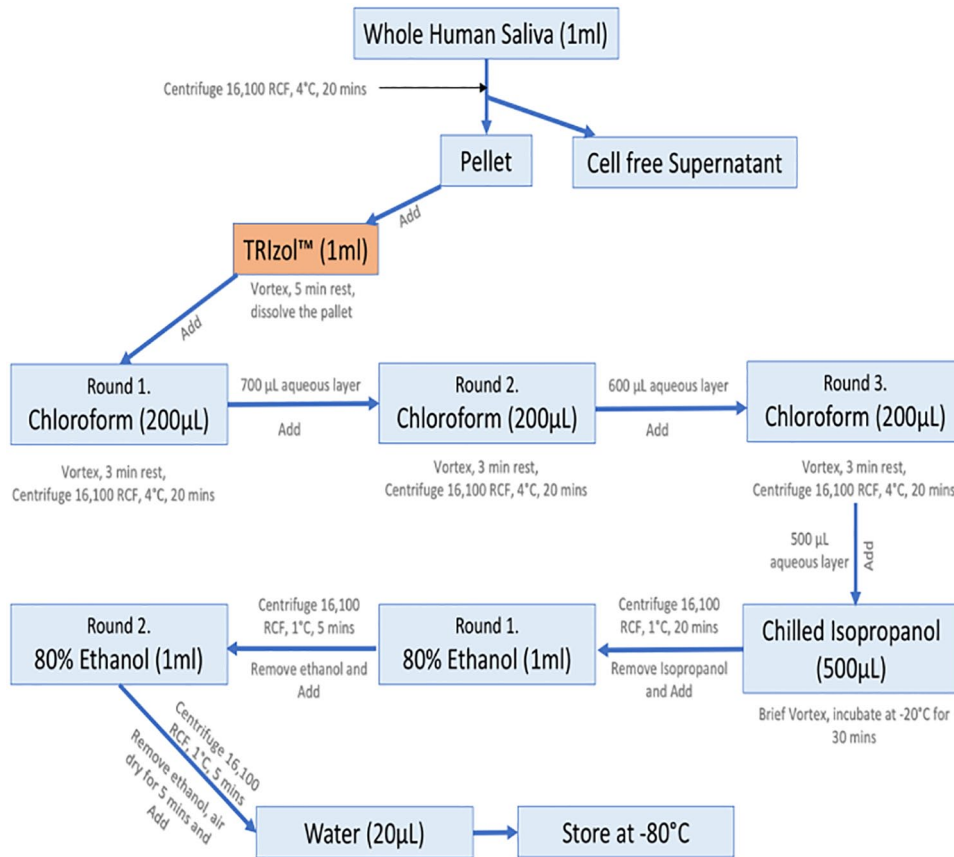 Whole Human Saliva (1ml)
Centrifuge 16,100 RCF, 4°C, 20 mins
Pellet
Cell free Supernatant
Add
TRIzol™ (1ml)
Vortex, 5 min rest,
dissolve the pallet
Add
Round 1.
Chloroform (200µL)
700 µL aqueous layer
Add
Round 2.
Chloroform (200µL)
600 µL aqueous layer
Add
Round 3.
Chloroform (200µL)
Vortex, 3 min rest,
Centrifuge 16,100 RCF, 4°C, 20 mins
Vortex, 3 min rest,
Centrifuge 16,100 RCF, 4°C, 20 mins
Vortex, 3 min rest,
Centrifuge 16,100 RCF, 4°C, 20 mins
500 µL
aqueous layer
Add
Chilled Isopropanol
(500µL)
Brief Vortex, incubate at -20°C for
30 mins
Centrifuge 16,100
RCF, 1°C, 20 mins
Remove Isopropanol
and Add
Round 1.
80% Ethanol (1ml)
Centrifuge 16,100
RCF, 1°C, 5 mins
Remove ethanol and
Add
Round 2.
80% Ethanol (1ml)
Centrifuge 16,100
RCF, 1°C, 5 mins
Remove ethanol, air
dry for 5 mins and
Add
Water (20µL)
Store at -80°C